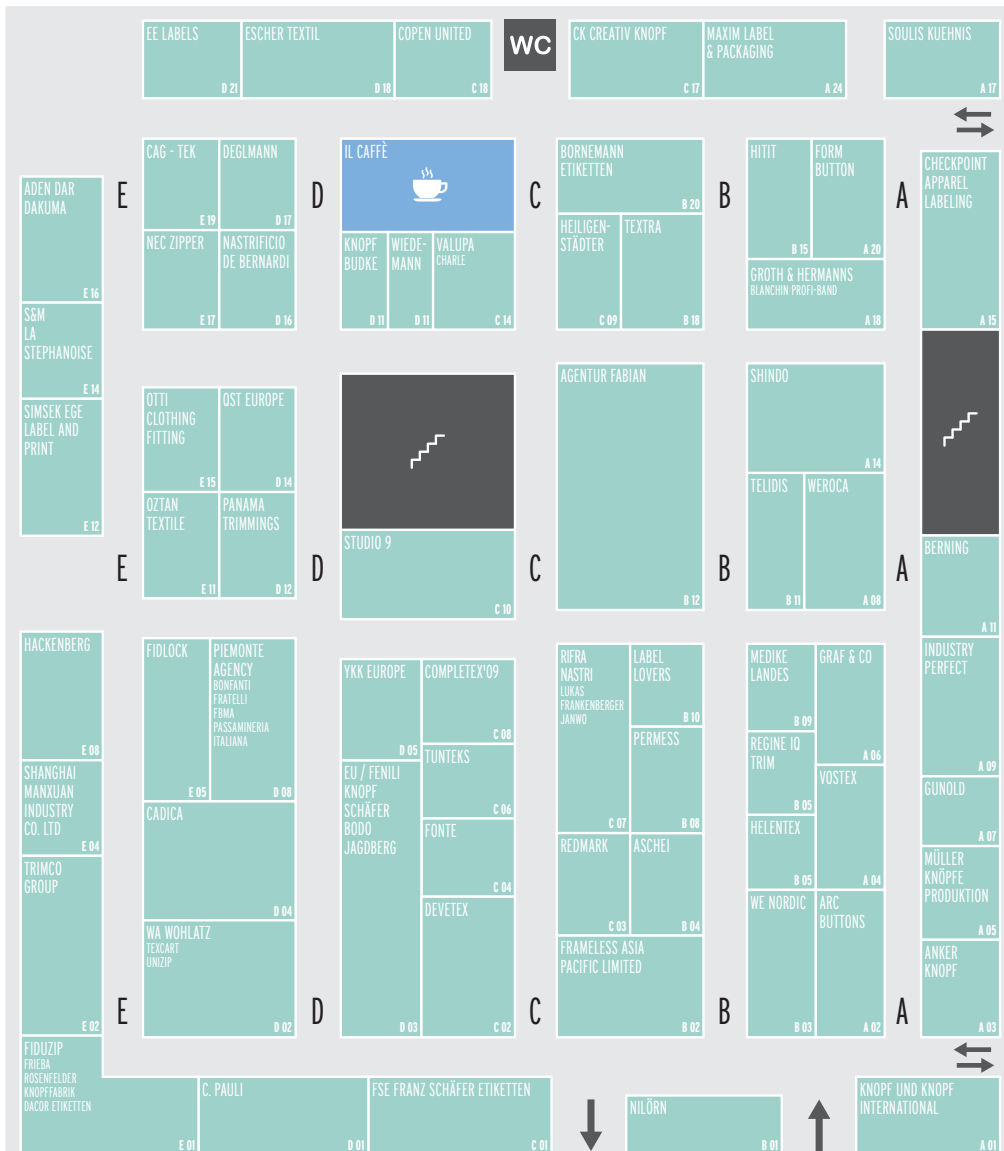 EE LABELS
D 21
ESCHER TEXTIL
D 18
COPEN UNITED
C 18
WC
CK CREATIV KNOPF
C 17
MAXIM LABEL
& PACKAGING
A 24
SOULIS KUEHNIS
A 17
ADEN DAR
DAKUMA
E 16
S&M
LA
STEPHANOISE
E 14
SIMSEK EGE
LABEL AND
PRINT
E 12
E
CAG - TEK
E 19
DEGLMANN
D 17
NEC ZIPPER
E 17
NASTRIFICIO
DE BERNARDI
D 16
D
IL CAFFÈ
KNOPF
BUDKE
D 11
WIEDE-
MANN
D 11
VALUPA
CHARLE
C 14
C
BORNEMANN
ETIKETTEN
B 20
HEILIGEN-
STÄDTER
C 09
TEXTRA
B 18
B
HITIT
B 15
FORM
BUTTON
A 20
GROTH & HERMANNS
BLANCHIN PROFI-BAND
A 18
A
CHECKPOINT
APPAREL
LABELING
A 15
E
OTTI
CLOTHING
FITTING
E 15
QST EUROPE
D 14
OZTAN
TEXTILE
E 11
PANAMA
TRIMMINGS
D 12
D
STUDIO 9
C 10
C
AGENTUR FABIAN
B 12
B
SHINDO
A 14
TELIDIS
B 11
WEROCA
A 08
A
BERNING
A 11
INDUSTRY
PERFECT
A 09
GUNOLD
A 07
MÜLLER
KNÖPFE
PRODUKTION
A 05
ANKER
KNOPF
A 03
HACKENBERG
E 08
SHANGHAI
MANXUAN
INDUSTRY
CO. LTD
E 04
TRIMCO
GROUP
E 02
E
FIDLOCK
E 05
PIEMONTE
AGENCY
BONFANTI
FRATELLI
FBMA
PASSAMINERIA
ITALIANA
D 08
CADICA
D 04
WA WOHLATZ
TEXCART
UNIZIP
D 02
D
YKK EUROPE
D 05
COMPLETEX'09
C 08
TUNTEKS
C 06
EU / FENILI
KNOPF
SCHÄFER
BODO
JAGDBERG
D 03
FONTE
C 04
DEVETEX
C 02
C
RIFRA
NASTRI
LUKAS
FRANKENBERGER
JANWO
C 07
LABEL
LOVERS
B 10
PERMESS
B 08
REDMARK
C 03
ASCHEI
B 04
FRAMELESS ASIA
PACIFIC LIMITED
B 02
B
MEDIKE
LANDES
B 09
GRAF & CO
A 06
REGINE IQ
TRIM
B 05
VOSTEX
A 04
HELENTEX
B 05
WE NORDIC
B 03
ARC
BUTTONS
A 02
A
FIDUZIP
FRIEBA
ROSENFELDER
KNOPFFABRIK
DACOR ETIKETTEN
E 01
C. PAULI
D 01
FSE FRANZ SCHÄFER ETIKETTEN
C 01
NILÖRN
B 01
KNOPF UND KNOPF
INTERNATIONAL
A 01